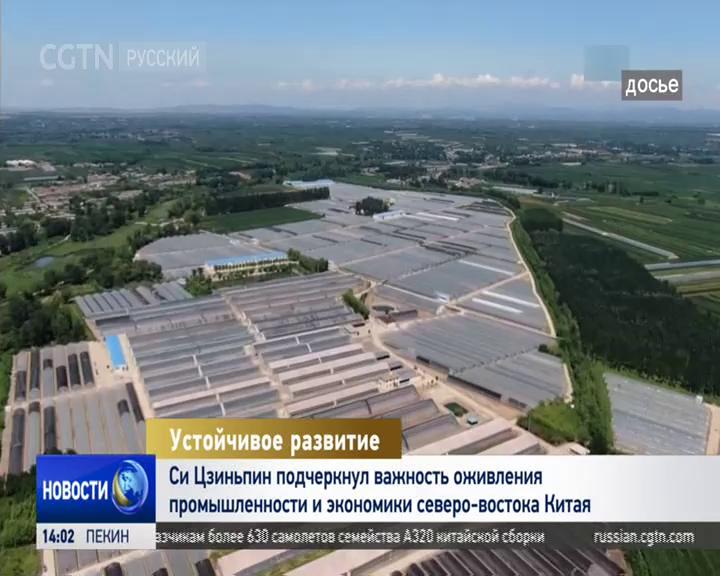 CGTN РУССКИЙ
досье
Устойчивое развитие
Си Цзиньпин подчеркнул важность оживления
промышленности и экономики северо-востока Китая
НОВОСТИ
14:02 ПЕКИН
азчикам более 630 самолетов семейства A320 китайской сборки
russian.cgtn.com